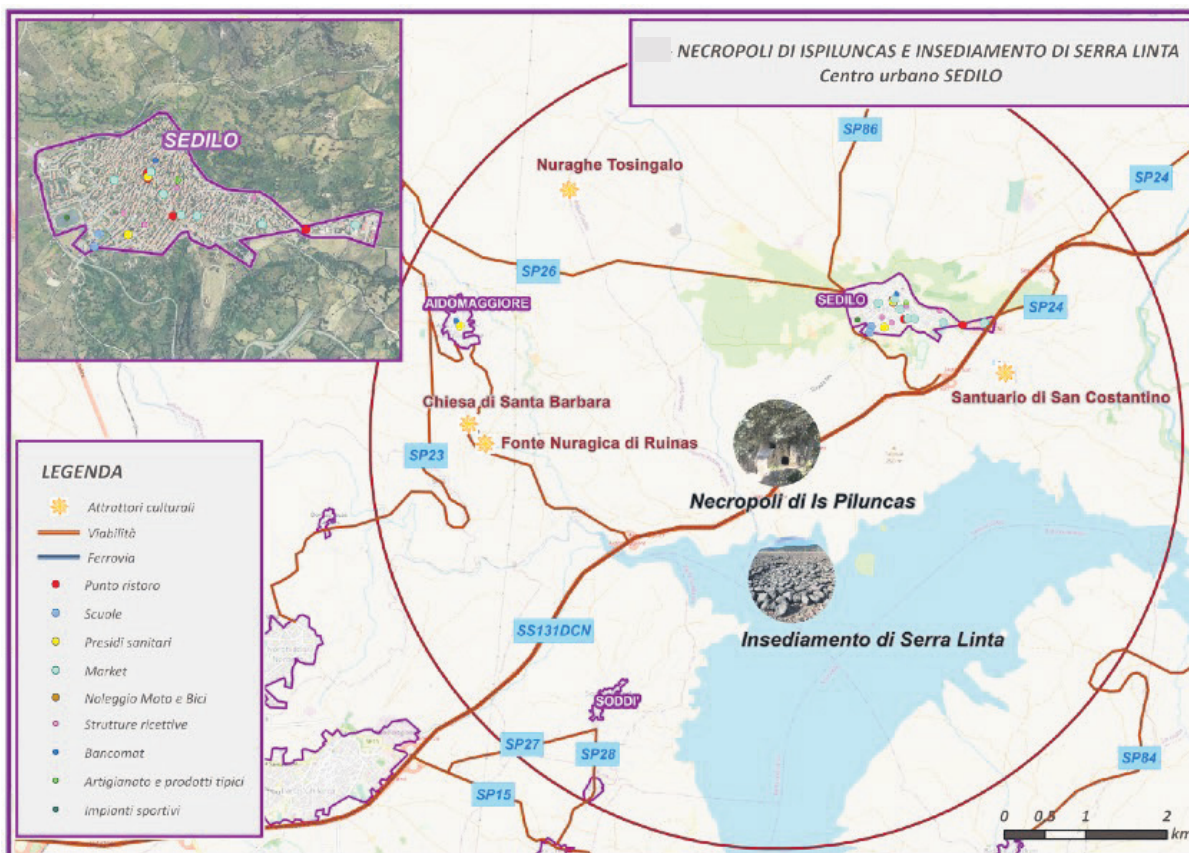 NECROPOLI DI ISPILUNCAS E INSEDIAMENTO DI SERRA LINTA
Centro urbano SEDILO
SEDILO
SP86
SP24
Nuraghe Tosingalo
SP26
AIDOMAGGIORE
SEDILO
SP24
Santuario di San Costantino
Chiesa di Santa Barbara
Fonte Nuragica di Ruinas
SP23
Necropoli di Is Piluncas
Insediamento di Serra Linta
SS131DCN
SODDI'
SP27
SP28
SP15
SP84
LEGENDA
Attrattori culturali
Viabilità
Ferrovia
Punto ristoro
Scuole
Presidi sanitari
Market
Noleggio Moto e Bici
Strutture ricettive
Bancomat
Artigianato e prodotti tipici
Impianti sportivi
0 0,5 1 2
km